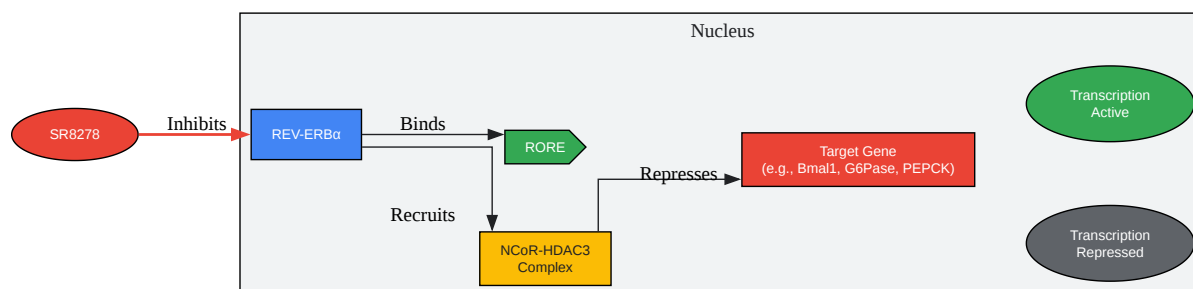 Nucleus
SR8278
Inhibits
REV-ERBα
Binds
RORE
Recruits
NCoR-HDAC3
Complex
Represses
Target Gene
(e.g., Bmal1, G6Pase, PEPCK)
Transcription
Active
Transcription
Repressed